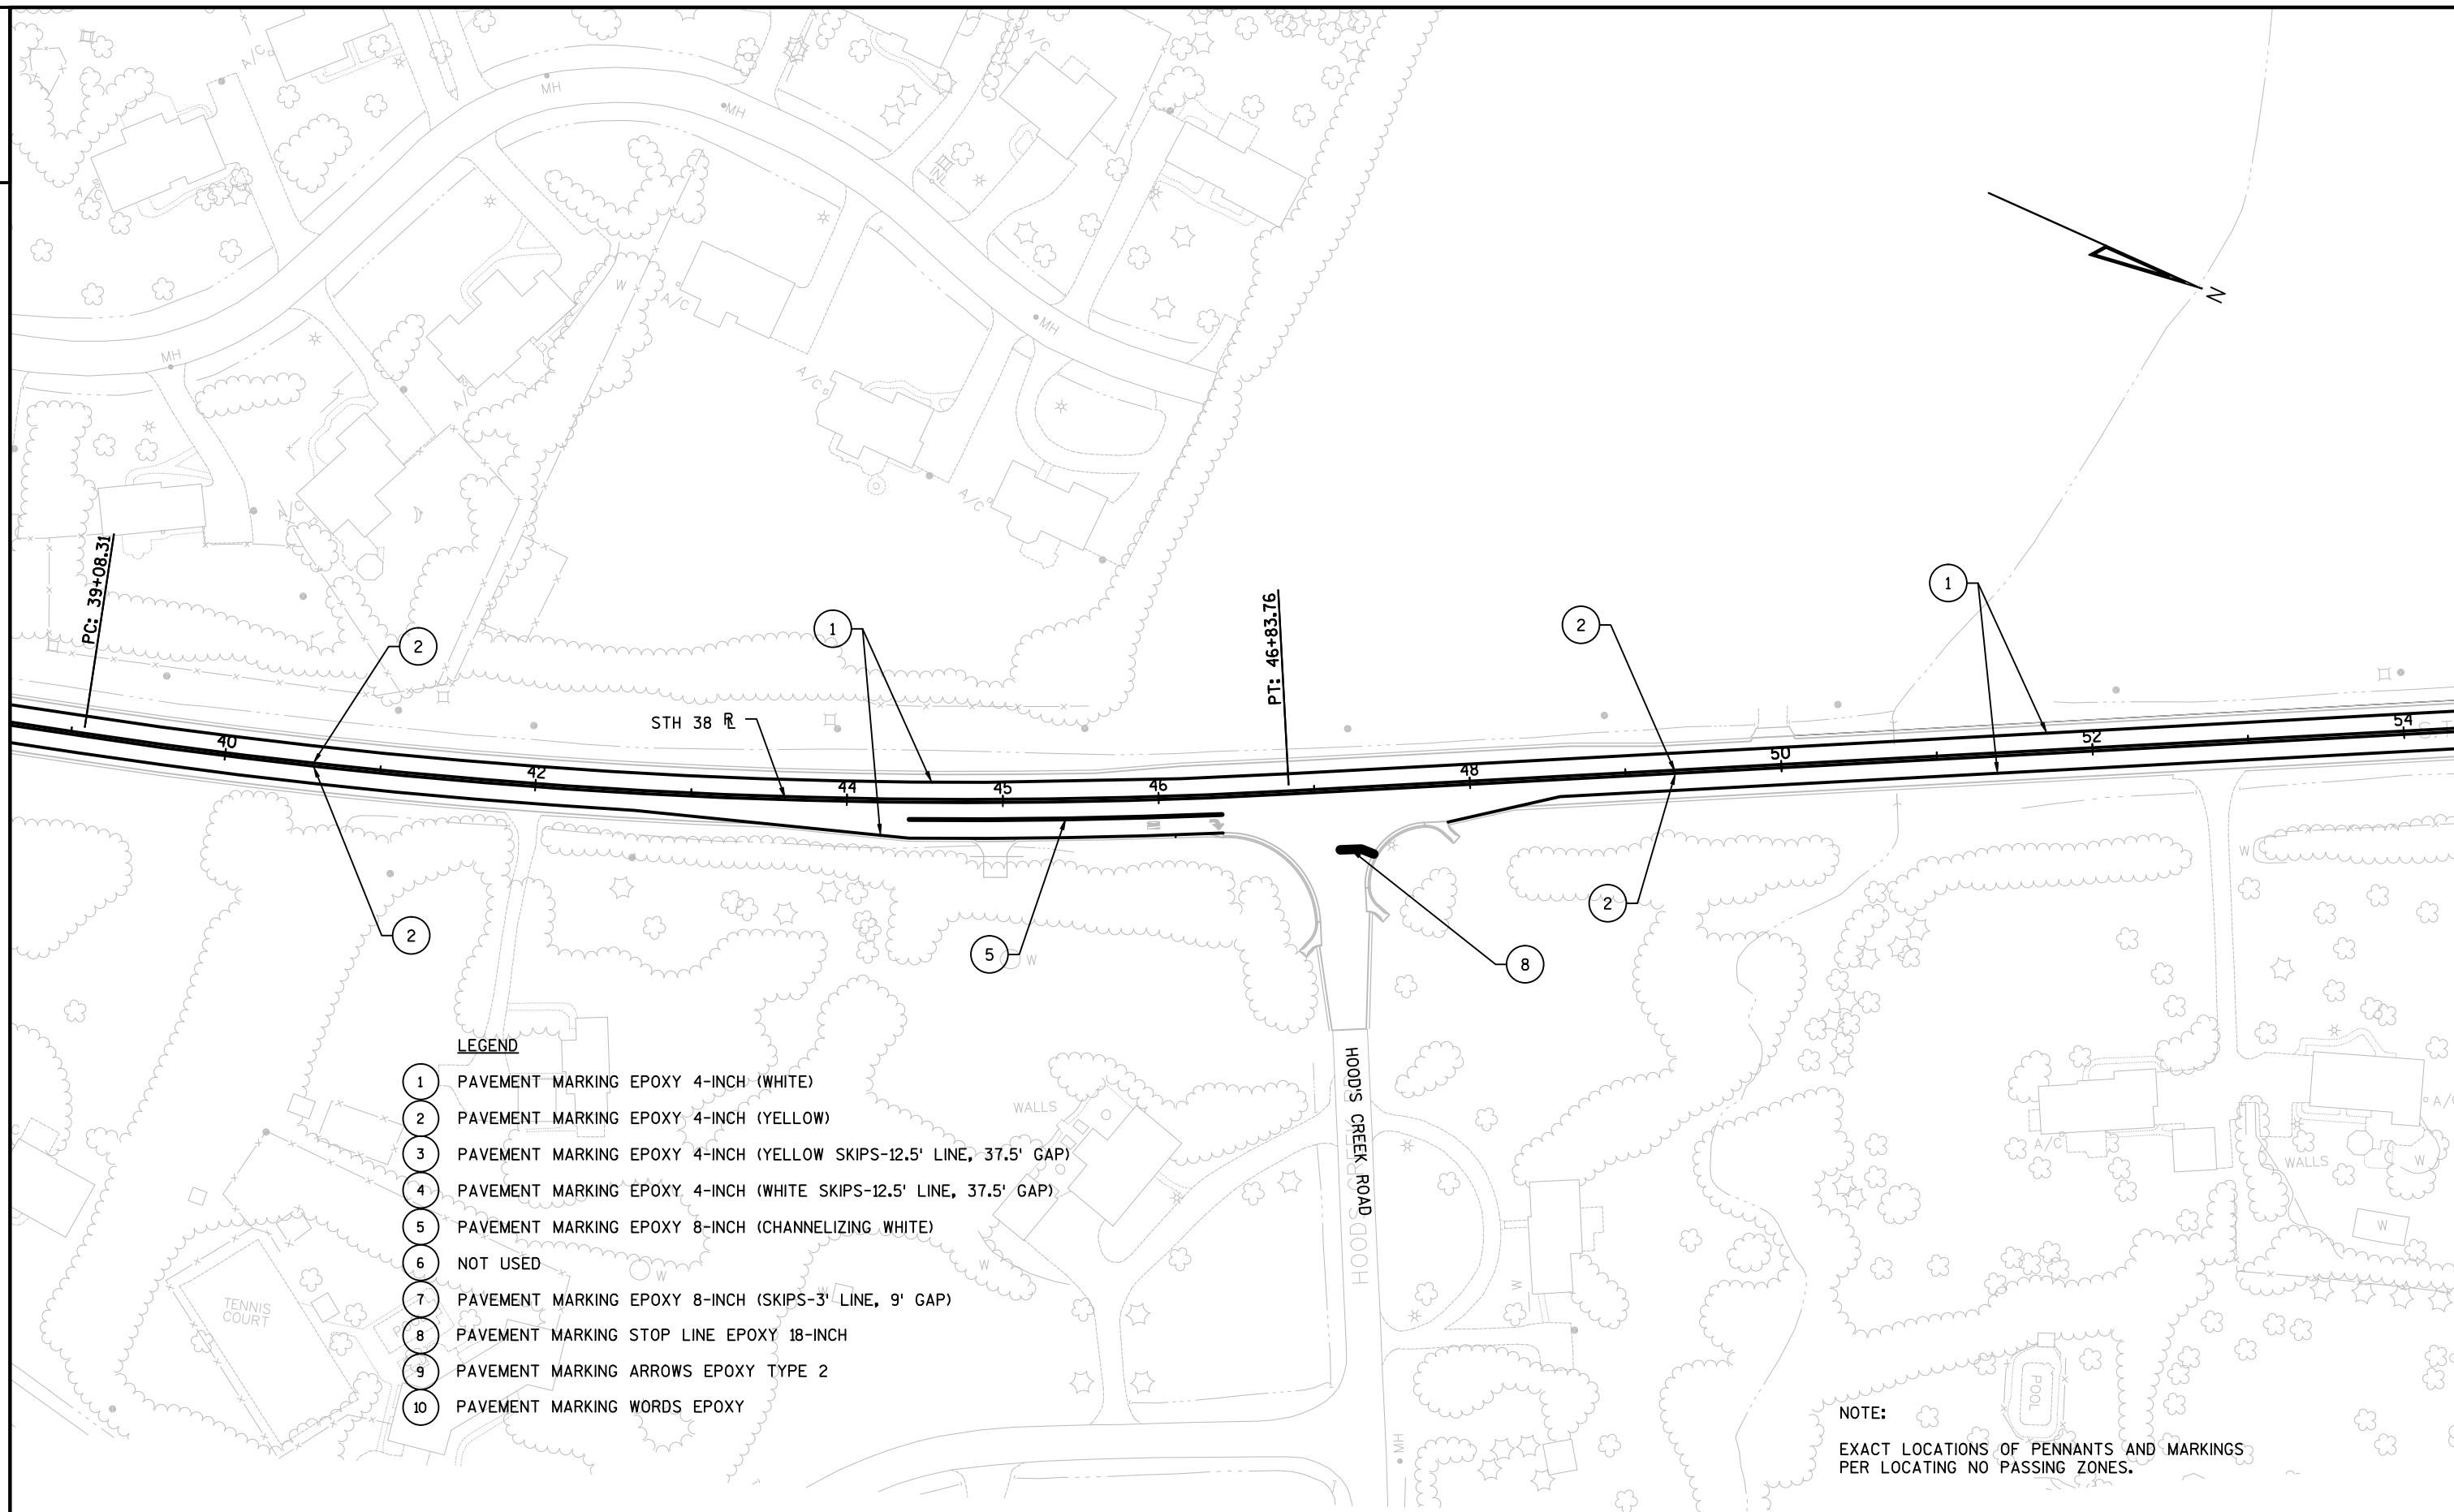 A/C
MH
MH
A/C
A/C
INL
W
A/C
MH
MH
A/C
A/C
A/C
A/C
N
PC: 39+08.31
PT: 46+83.76
2
1
2
1
STH 38 R/L
40
42
44
45
46
48
50
52
54
2
5
8
2
W
W
HOOD'S CREEK ROAD
LEGEND
1 PAVEMENT MARKING EPOXY 4-INCH (WHITE)
2 PAVEMENT MARKING EPOXY 4-INCH (YELLOW)
3 PAVEMENT MARKING EPOXY 4-INCH (YELLOW SKIPS-12.5' LINE, 37.5' GAP)
4 PAVEMENT MARKING EPOXY 4-INCH (WHITE SKIPS-12.5' LINE, 37.5' GAP)
5 PAVEMENT MARKING EPOXY 8-INCH (CHANNELIZING WHITE)
6 NOT USED
7 PAVEMENT MARKING EPOXY 8-INCH (SKIPS-3' LINE, 9' GAP)
8 PAVEMENT MARKING STOP LINE EPOXY 18-INCH
9 PAVEMENT MARKING ARROWS EPOXY TYPE 2
10 PAVEMENT MARKING WORDS EPOXY
WALLS
W
W
W
W
TENNIS
COURT
A/C
WALLS
W
W
A/C
POOL
MH
NOTE:
EXACT LOCATIONS OF PENNANTS AND MARKINGS
PER LOCATING NO PASSING ZONES.